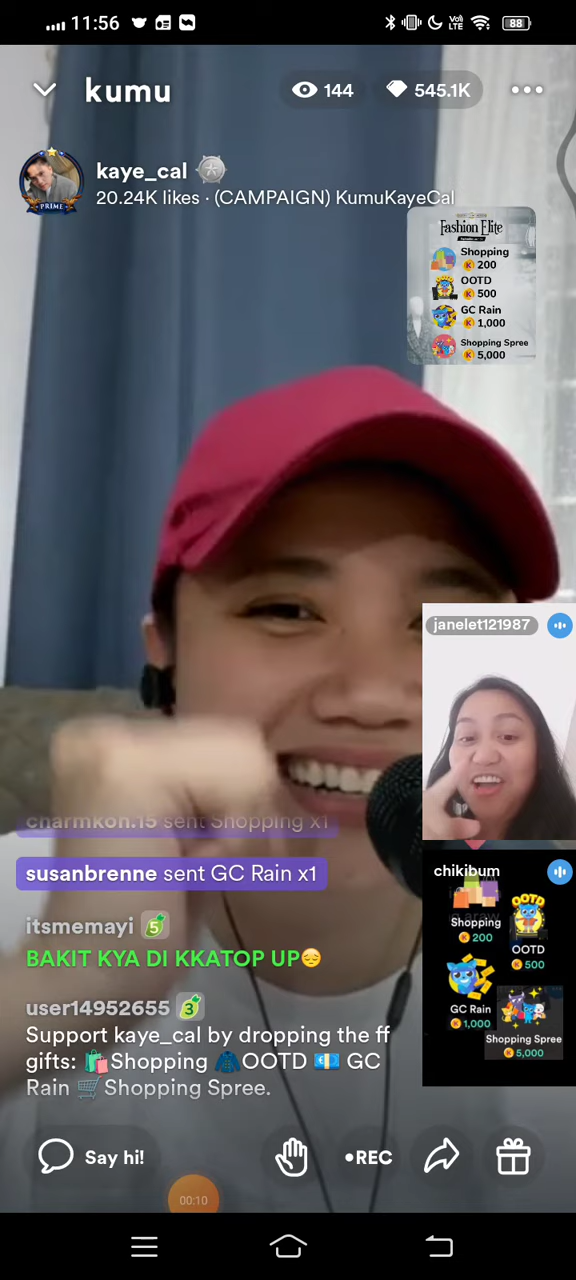 11:56
Vo)
LTE
88
kumu
144
545.1K
kaye_cal
20.24K likes · (CAMPAIGN) KumuKayeCal
PRIME
Fashion Elite
Shopping
K 200
OOTD
K 500
GC Rain
K 1,000
Shopping Spree
K 5,000
janelet121987
charmkoh.15 sent Shopping x1
susanbrenne sent GC Rain x1
itsmemayi 5
BAKIT KYA DI KKATOP UP😔
user14952655 3
Support kaye_cal by dropping the ff
gifts: 🛍️Shopping 🧥OOTD 💶 GC
Rain 🛒Shopping Spree.
chikibum
Shopping
K 200
OOTD
OOTD
K 500
GC Rain
K 1,000
Shopping Spree
K 5,000
Say hi!
•REC
00:10